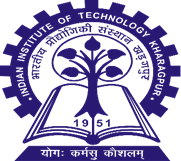 INDIAN INSTITUTE OF TECHNOLOGY KHARAGPUR
भारतीय प्रौद्योगिकी संस्थान खड़गपुर
1951
योगः कर्मसु कौशलम्